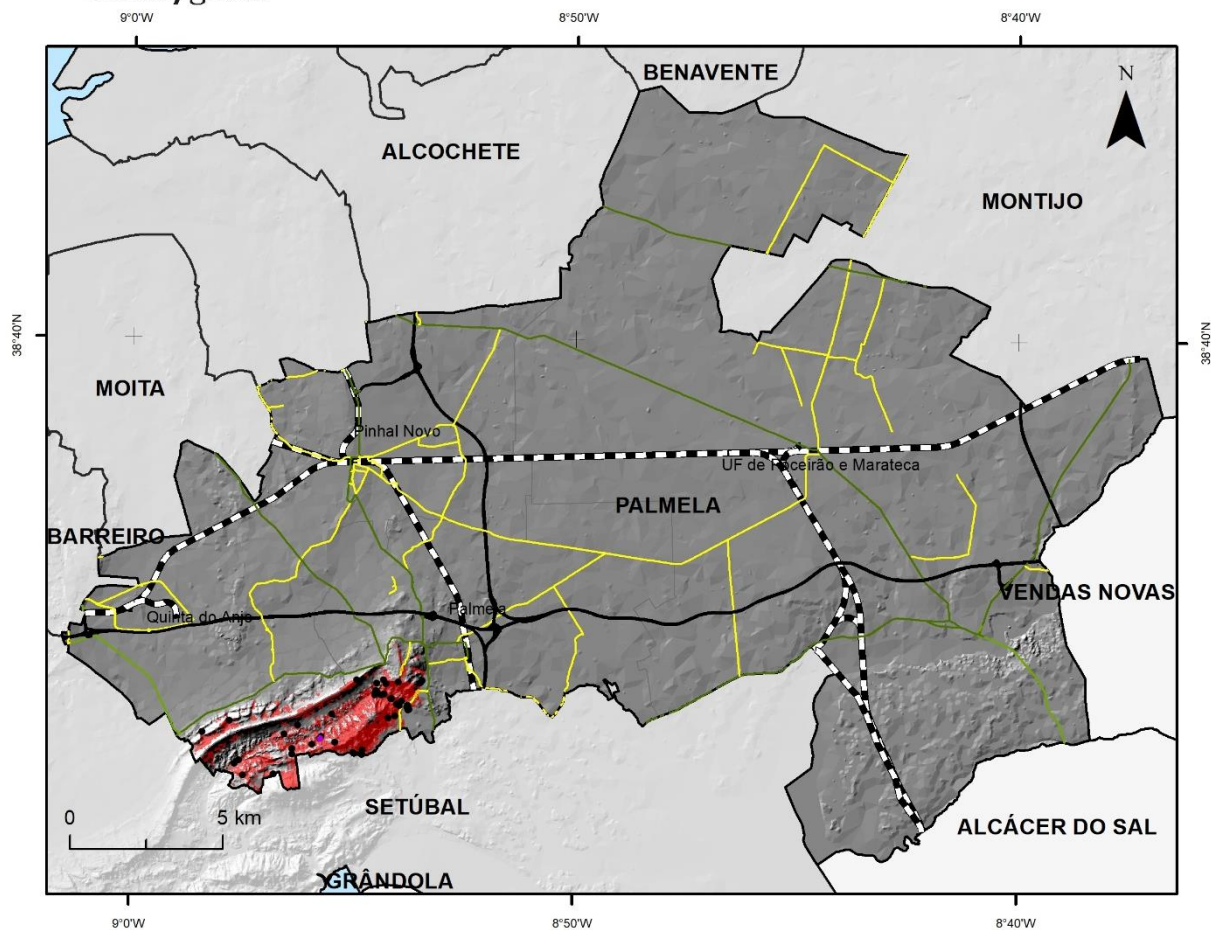 9°0'W
8°50'W
8°40'W
BENAVENTE
N
ALCOCHETE
MONTIJO
38°40'N
38°40'N
MOITA
Pinhal Novo
UF de Poceirão e Marateca
PALMELA
BARREIRO
VENDAS NOVAS
Quinta do Anjo
Palmela
0
5 km
SETÚBAL
ALCÁCER DO SAL
GRÂNDOLA
9°0'W
8°50'W
8°40'W